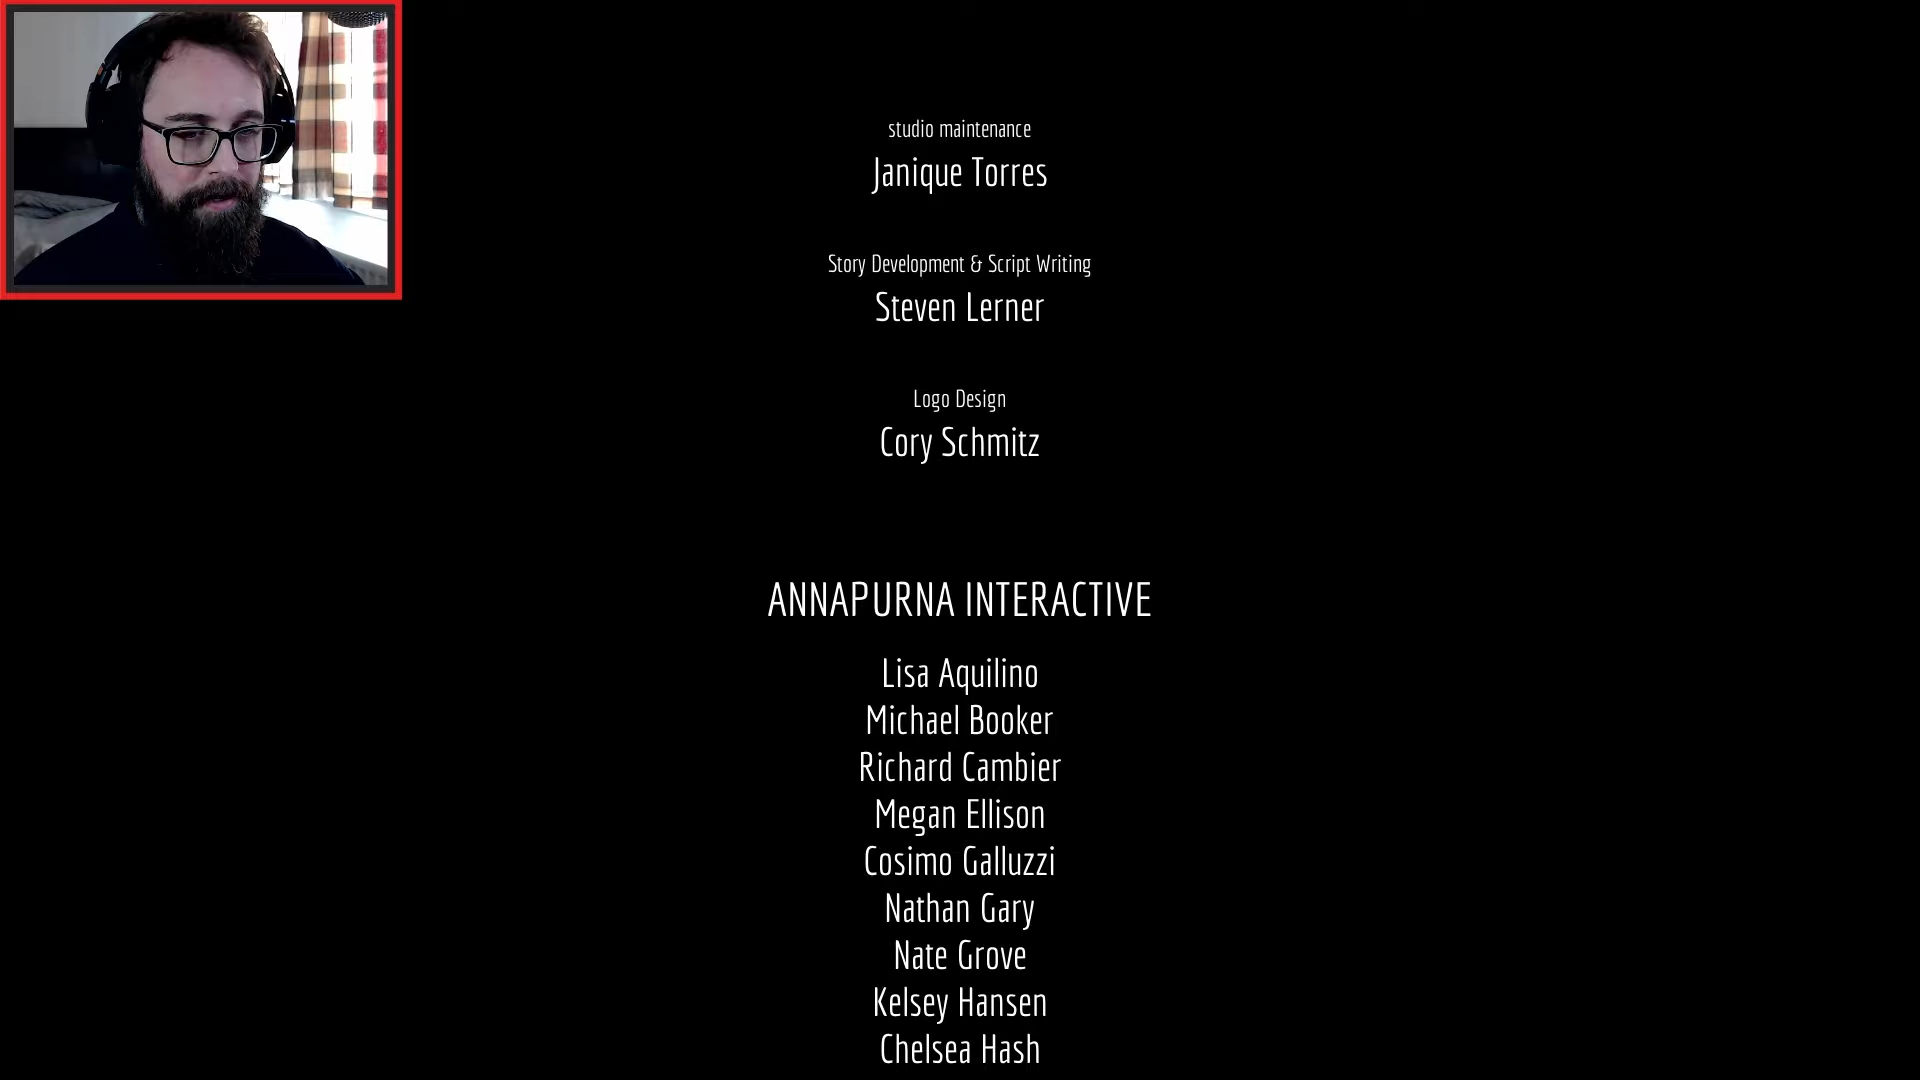 studio maintenance
Janique Torres
Story Development & Script Writing
Steven Lerner
Logo Design
Cory Schmitz
ANNAPURNA INTERACTIVE
Lisa Aquilino
Michael Booker
Richard Cambier
Megan Ellison
Cosimo Galluzzi
Nathan Gary
Nate Grove
Kelsey Hansen
Chelsea Hash